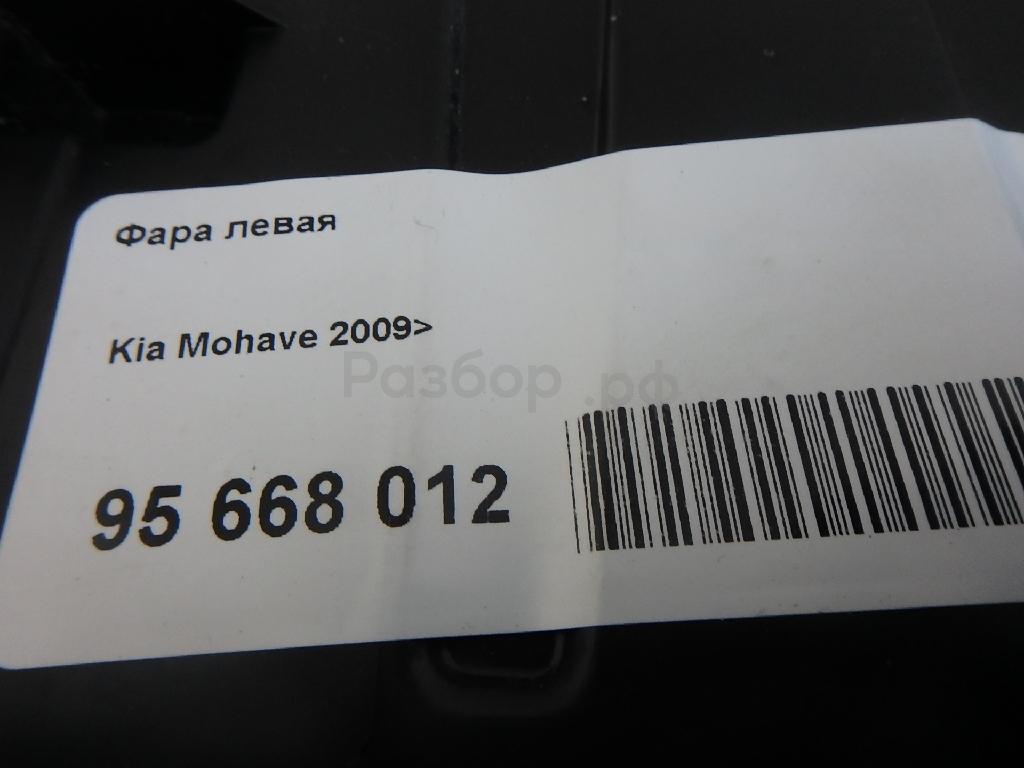 Фара левая
Kia Mohave 2009>
Разбор.рф
95 668 012